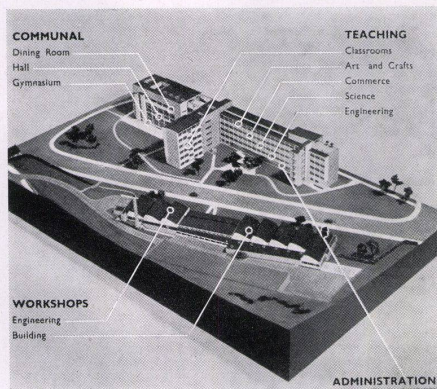 COMMUNAL
Dining Room
Hall
Gymnasium
TEACHING
Classrooms
Art and Crafts
Commerce
Science
Engineering
WORKSHOPS
Engineering
Building
ADMINISTRATION